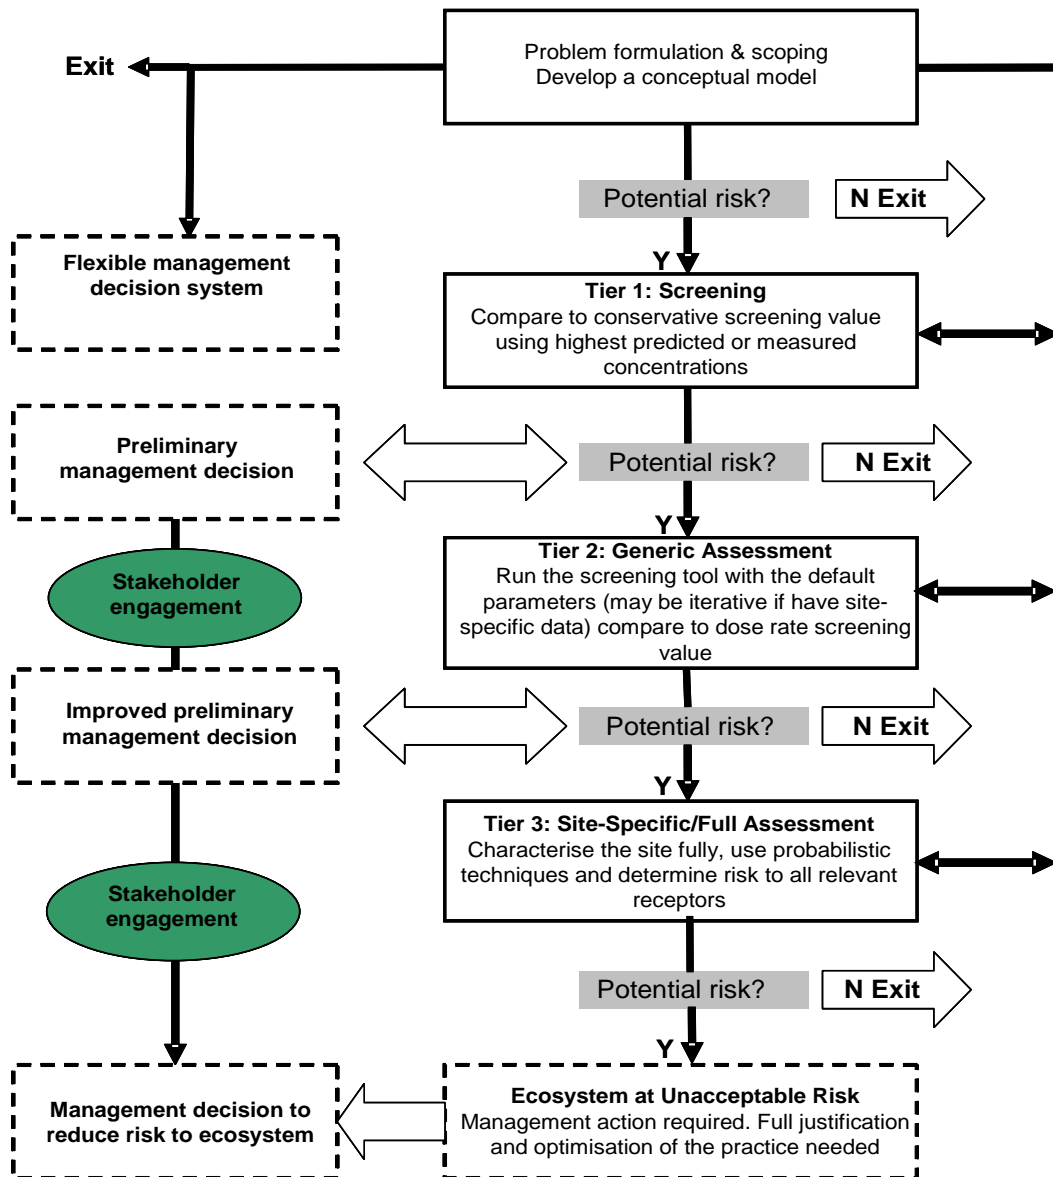 Problem formulation & scoping
Develop a conceptual model
Exit
Potential risk?
N Exit
Y
Flexible management
decision system
Tier 1: Screening
Compare to conservative screening value
using highest predicted or measured
concentrations
Preliminary
management decision
Potential risk?
N Exit
Y
Stakeholder
engagement
Tier 2: Generic Assessment
Run the screening tool with the default
parameters (may be iterative if have site-
specific data) compare to dose rate screening
value
Improved preliminary
management decision
Potential risk?
N Exit
Y
Tier 3: Site-Specific/Full Assessment
Characterise the site fully, use probabilistic
techniques and determine risk to all relevant
receptors
Stakeholder
engagement
Potential risk?
N Exit
Y
Management decision to
reduce risk to ecosystem
Ecosystem at Unacceptable Risk
Management action required. Full justification
and optimisation of the practice needed